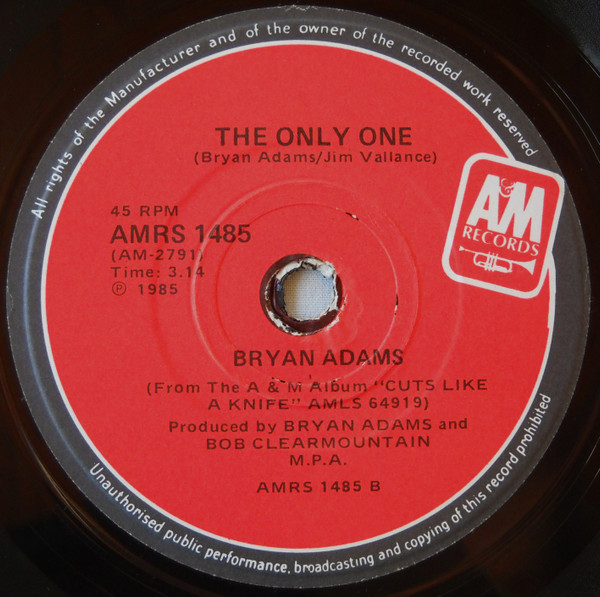 All rights of the Manufacturer and of the owner of the recorded work reserved
THE ONLY ONE
(Bryan Adams/Jim Vallance)
A&M
RECORDS
45 RPM
AMRS 1485
(AM-2791)
Time: 3.14
℗ 1985
BRYAN ADAMS
(From The A & M Album "CUTS LIKE
A KNIFE" AMLS 64919)
Produced by BRYAN ADAMS and
BOB CLEARMOUNTAIN
M.P.A.
AMRS 1485 B
Unauthorised public performance, broadcasting and copying of this record prohibited